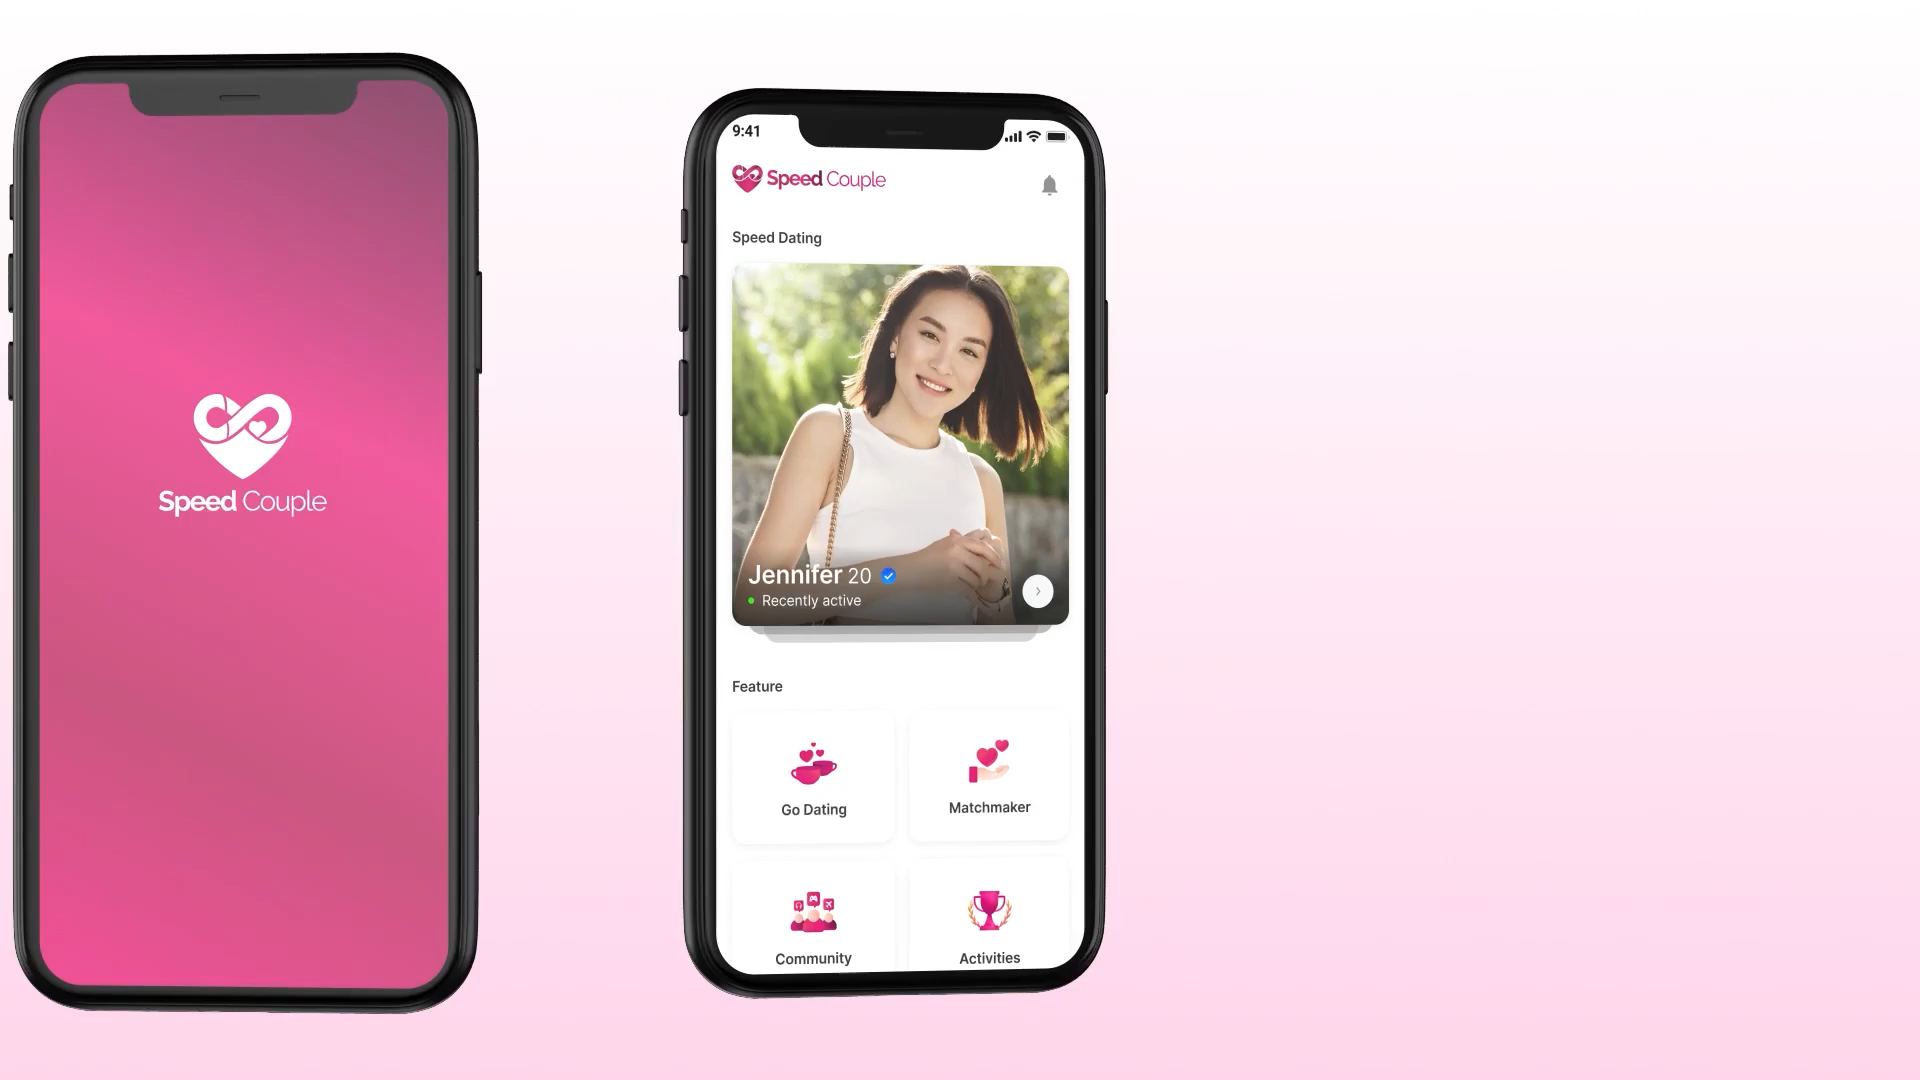 Speed Couple
9:41
Speed Couple
Speed Dating
Jennifer 20
Recently active
Feature
Go Dating
Matchmaker
Community
Activities